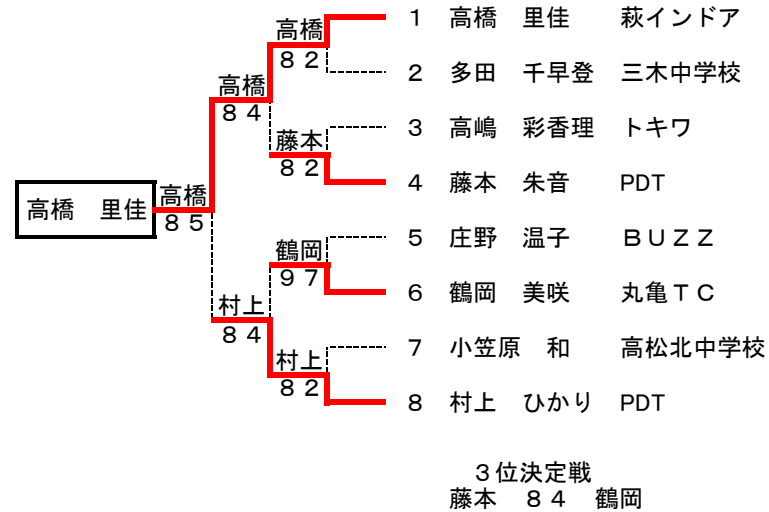 高橋 1 高橋 里佳 萩インドア
82
2 多田 千早登 三木中学校
高橋
84
3 高嶋 彩香理 トキワ
藤本
82
4 藤本 朱音 PDT
高橋 里佳 高橋
85
5 庄野 温子 BUZZ
鶴岡
97
6 鶴岡 美咲 丸亀TC
村上
84
7 小笠原 和 高松北中学校
村上
82
8 村上 ひかり PDT
3位決定戦
藤本 84 鶴岡